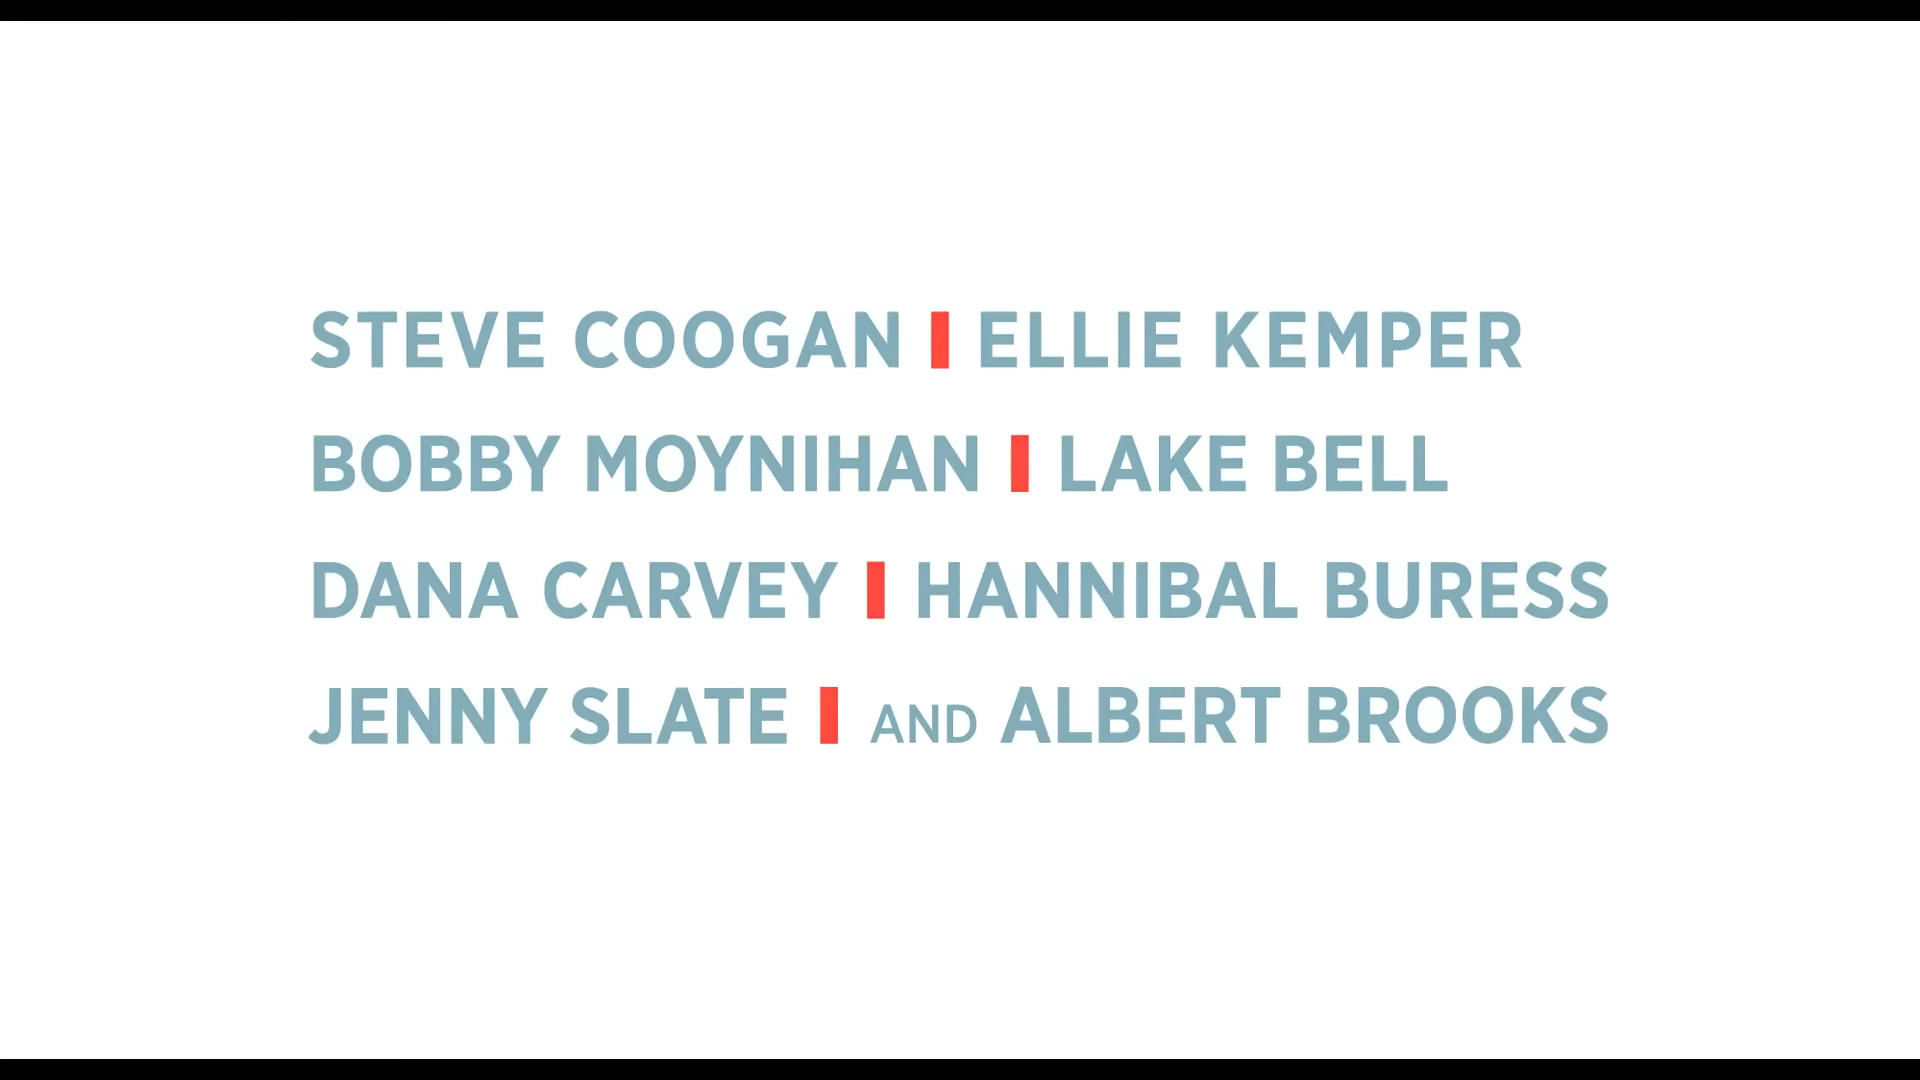 STEVE COOGAN ❙ ELLIE KEMPER
BOBBY MOYNIHAN ❙ LAKE BELL
DANA CARVEY ❙ HANNIBAL BURESS
JENNY SLATE ❙ AND ALBERT BROOKS